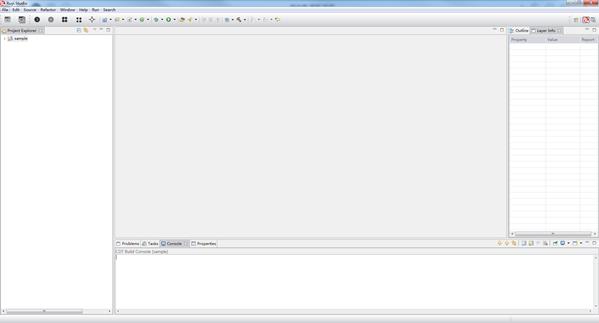 Rust Studio
File Edit Source Refactor Window Help Run Search
Project Explorer
sample
Outline Layer Info
Property Value Report
Problems Tasks Console Properties
CDT Build Console [sample]